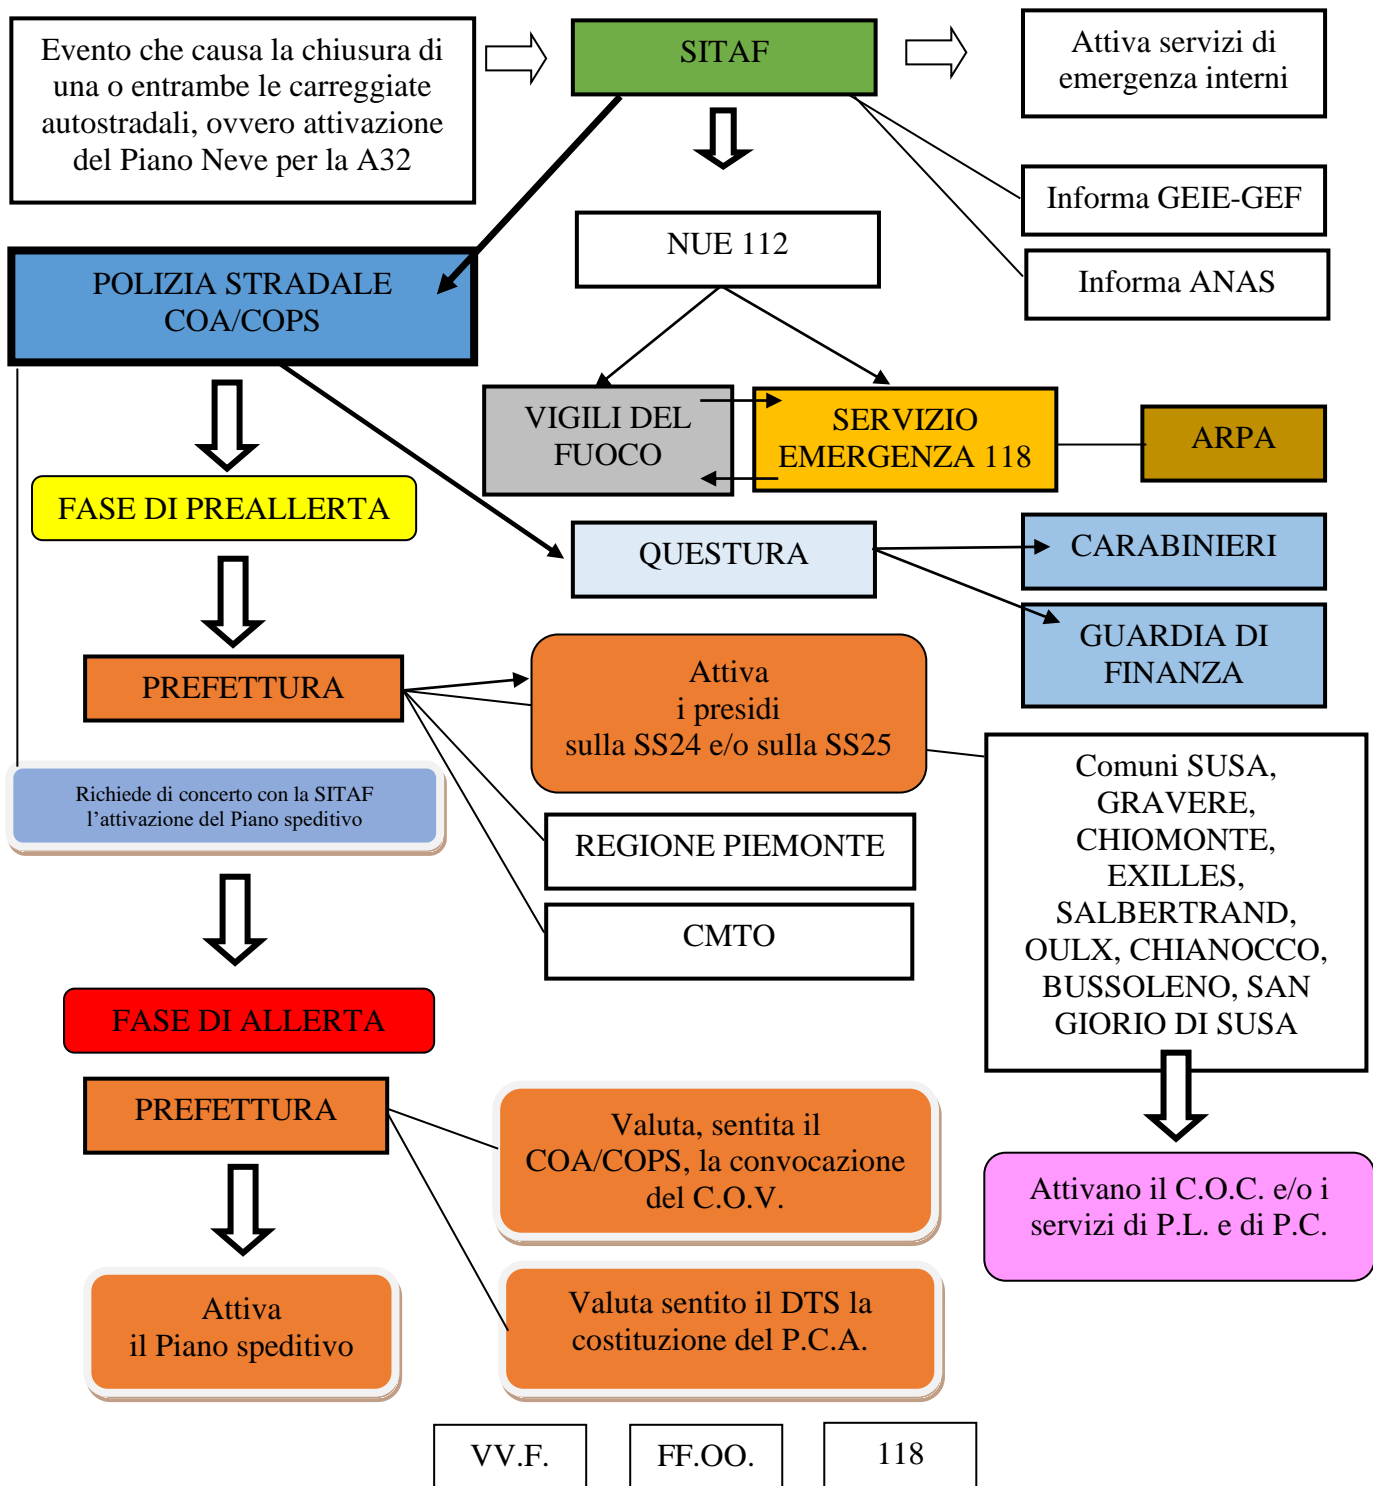 Evento che causa la chiusura di
una o entrambe le carreggiate
autostradali, ovvero attivazione
del Piano Neve per la A32
SITAF
Attiva servizi di
emergenza interni
Informa GEIE-GEF
NUE 112
Informa ANAS
POLIZIA STRADALE
COA/COPS
VIGILI DEL
FUOCO
SERVIZIO
EMERGENZA 118
ARPA
FASE DI PREALLERTA
QUESTURA
CARABINIERI
GUARDIA DI
FINANZA
PREFETTURA
Attiva
i presidi
sulla SS24 e/o sulla SS25
Richiede di concerto con la SITAF
l’attivazione del Piano speditivo
REGIONE PIEMONTE
CMTO
Comuni SUSA,
GRAVERE,
CHIOMONTE,
EXILLES,
SALBERTRAND,
OULX, CHIANOCCO,
BUSSOLENO, SAN
GIORIO DI SUSA
FASE DI ALLERTA
PREFETTURA
Valuta, sentita il
COA/COPS, la convocazione
del C.O.V.
Attivano il C.O.C. e/o i
servizi di P.L. e di P.C.
Attiva
il Piano speditivo
Valuta sentito il DTS la
costituzione del P.C.A.
VV.F.
FF.OO.
118